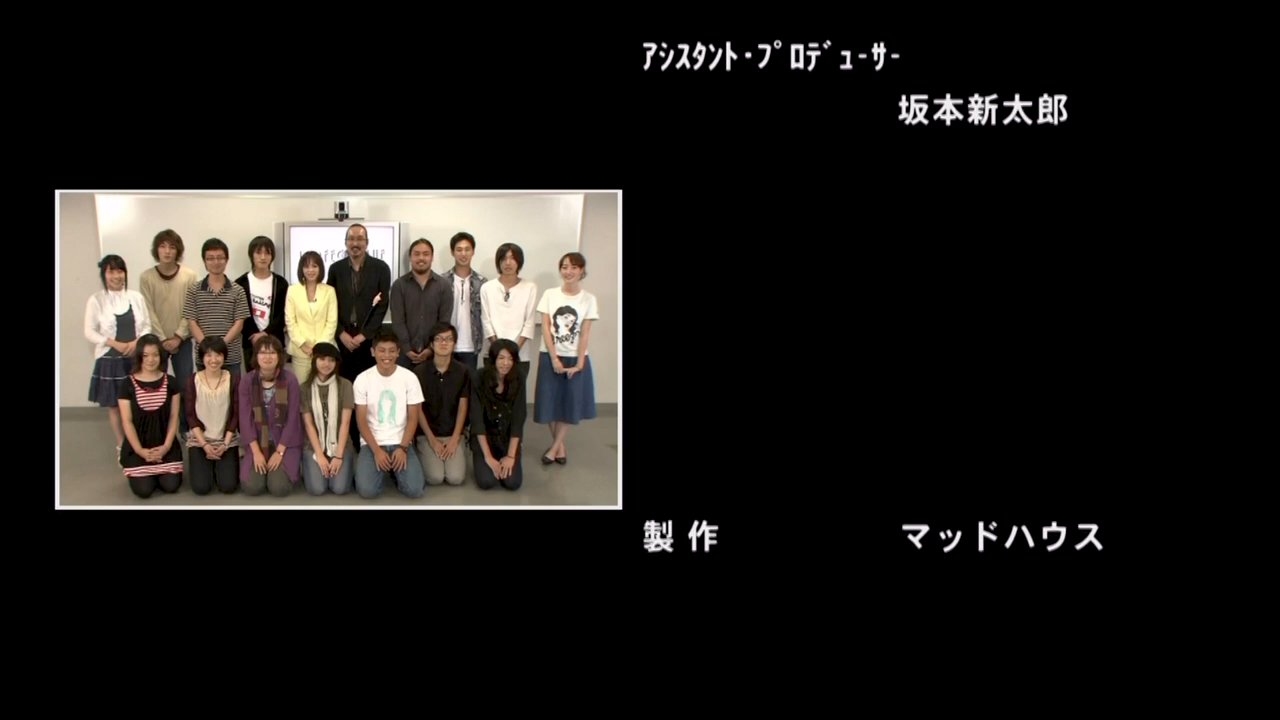 ｱｼｽﾀﾝﾄ・ﾌﾟﾛﾃﾞｭｰｻｰ
坂本新太郎
製 作 マッドハウス